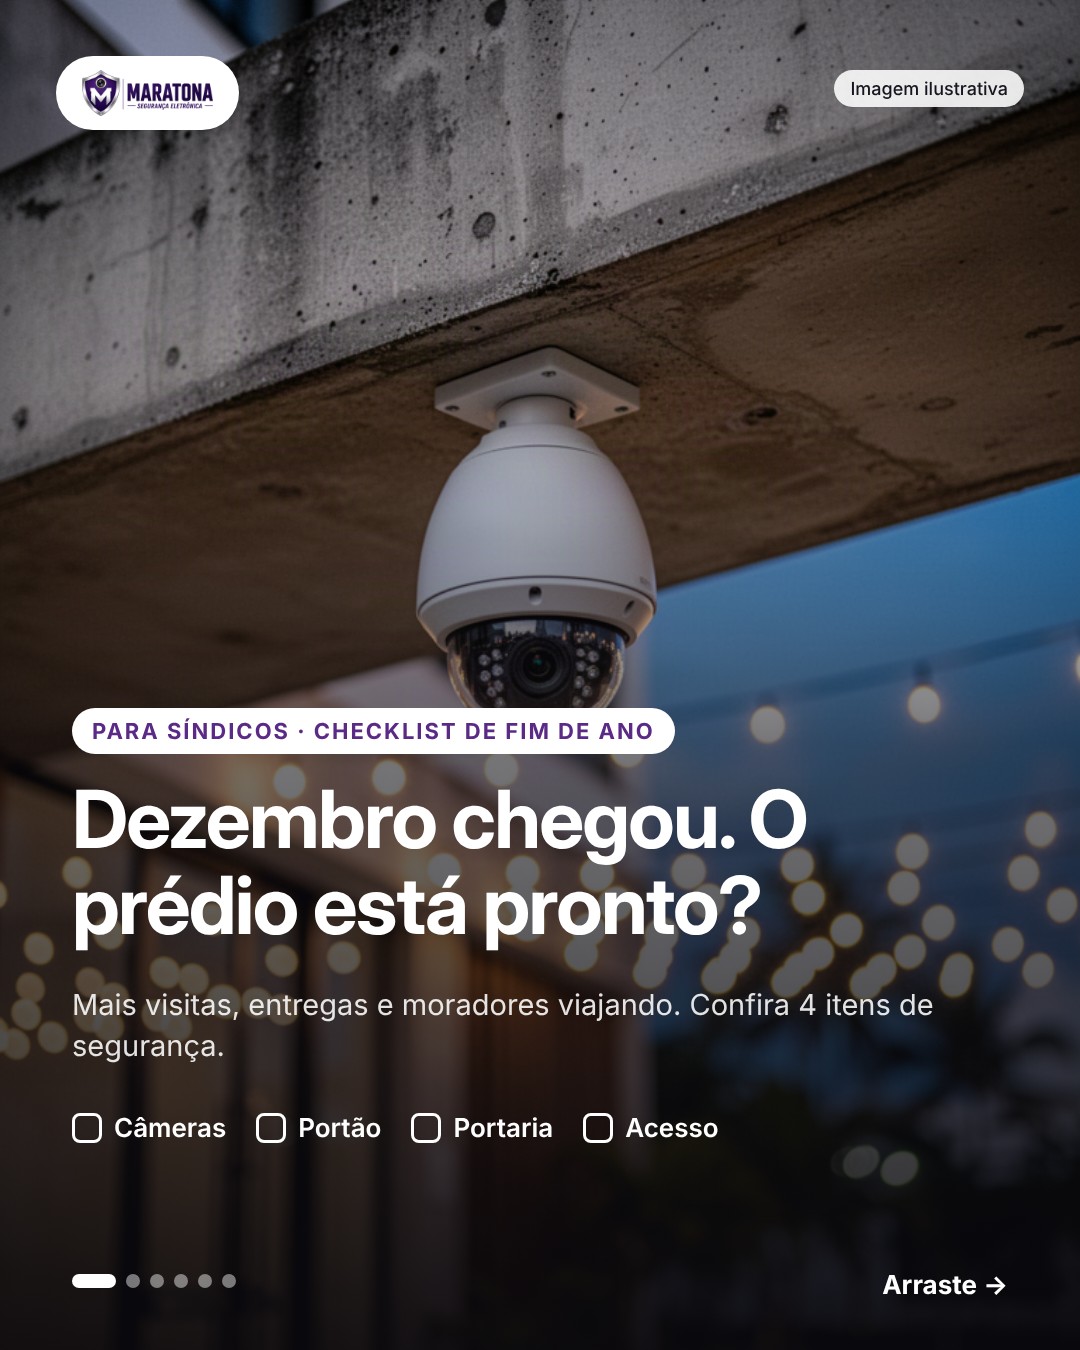 MARATONA
SEGURANÇA ELETRÔNICA
Imagem ilustrativa
PARA SÍNDICOS · CHECKLIST DE FIM DE ANO
Dezembro chegou. O
prédio está pronto?
Mais visitas, entregas e moradores viajando. Confira 4 itens de
segurança.
Câmeras Portão Portaria Acesso
Arraste →